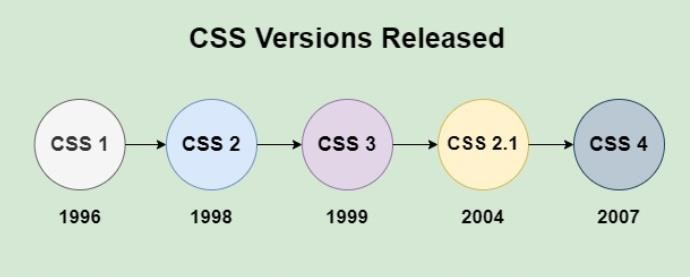 CSS Versions Released
CSS 1
CSS 2
CSS 3
CSS 2.1
CSS 4
1996
1998
1999
2004
2007